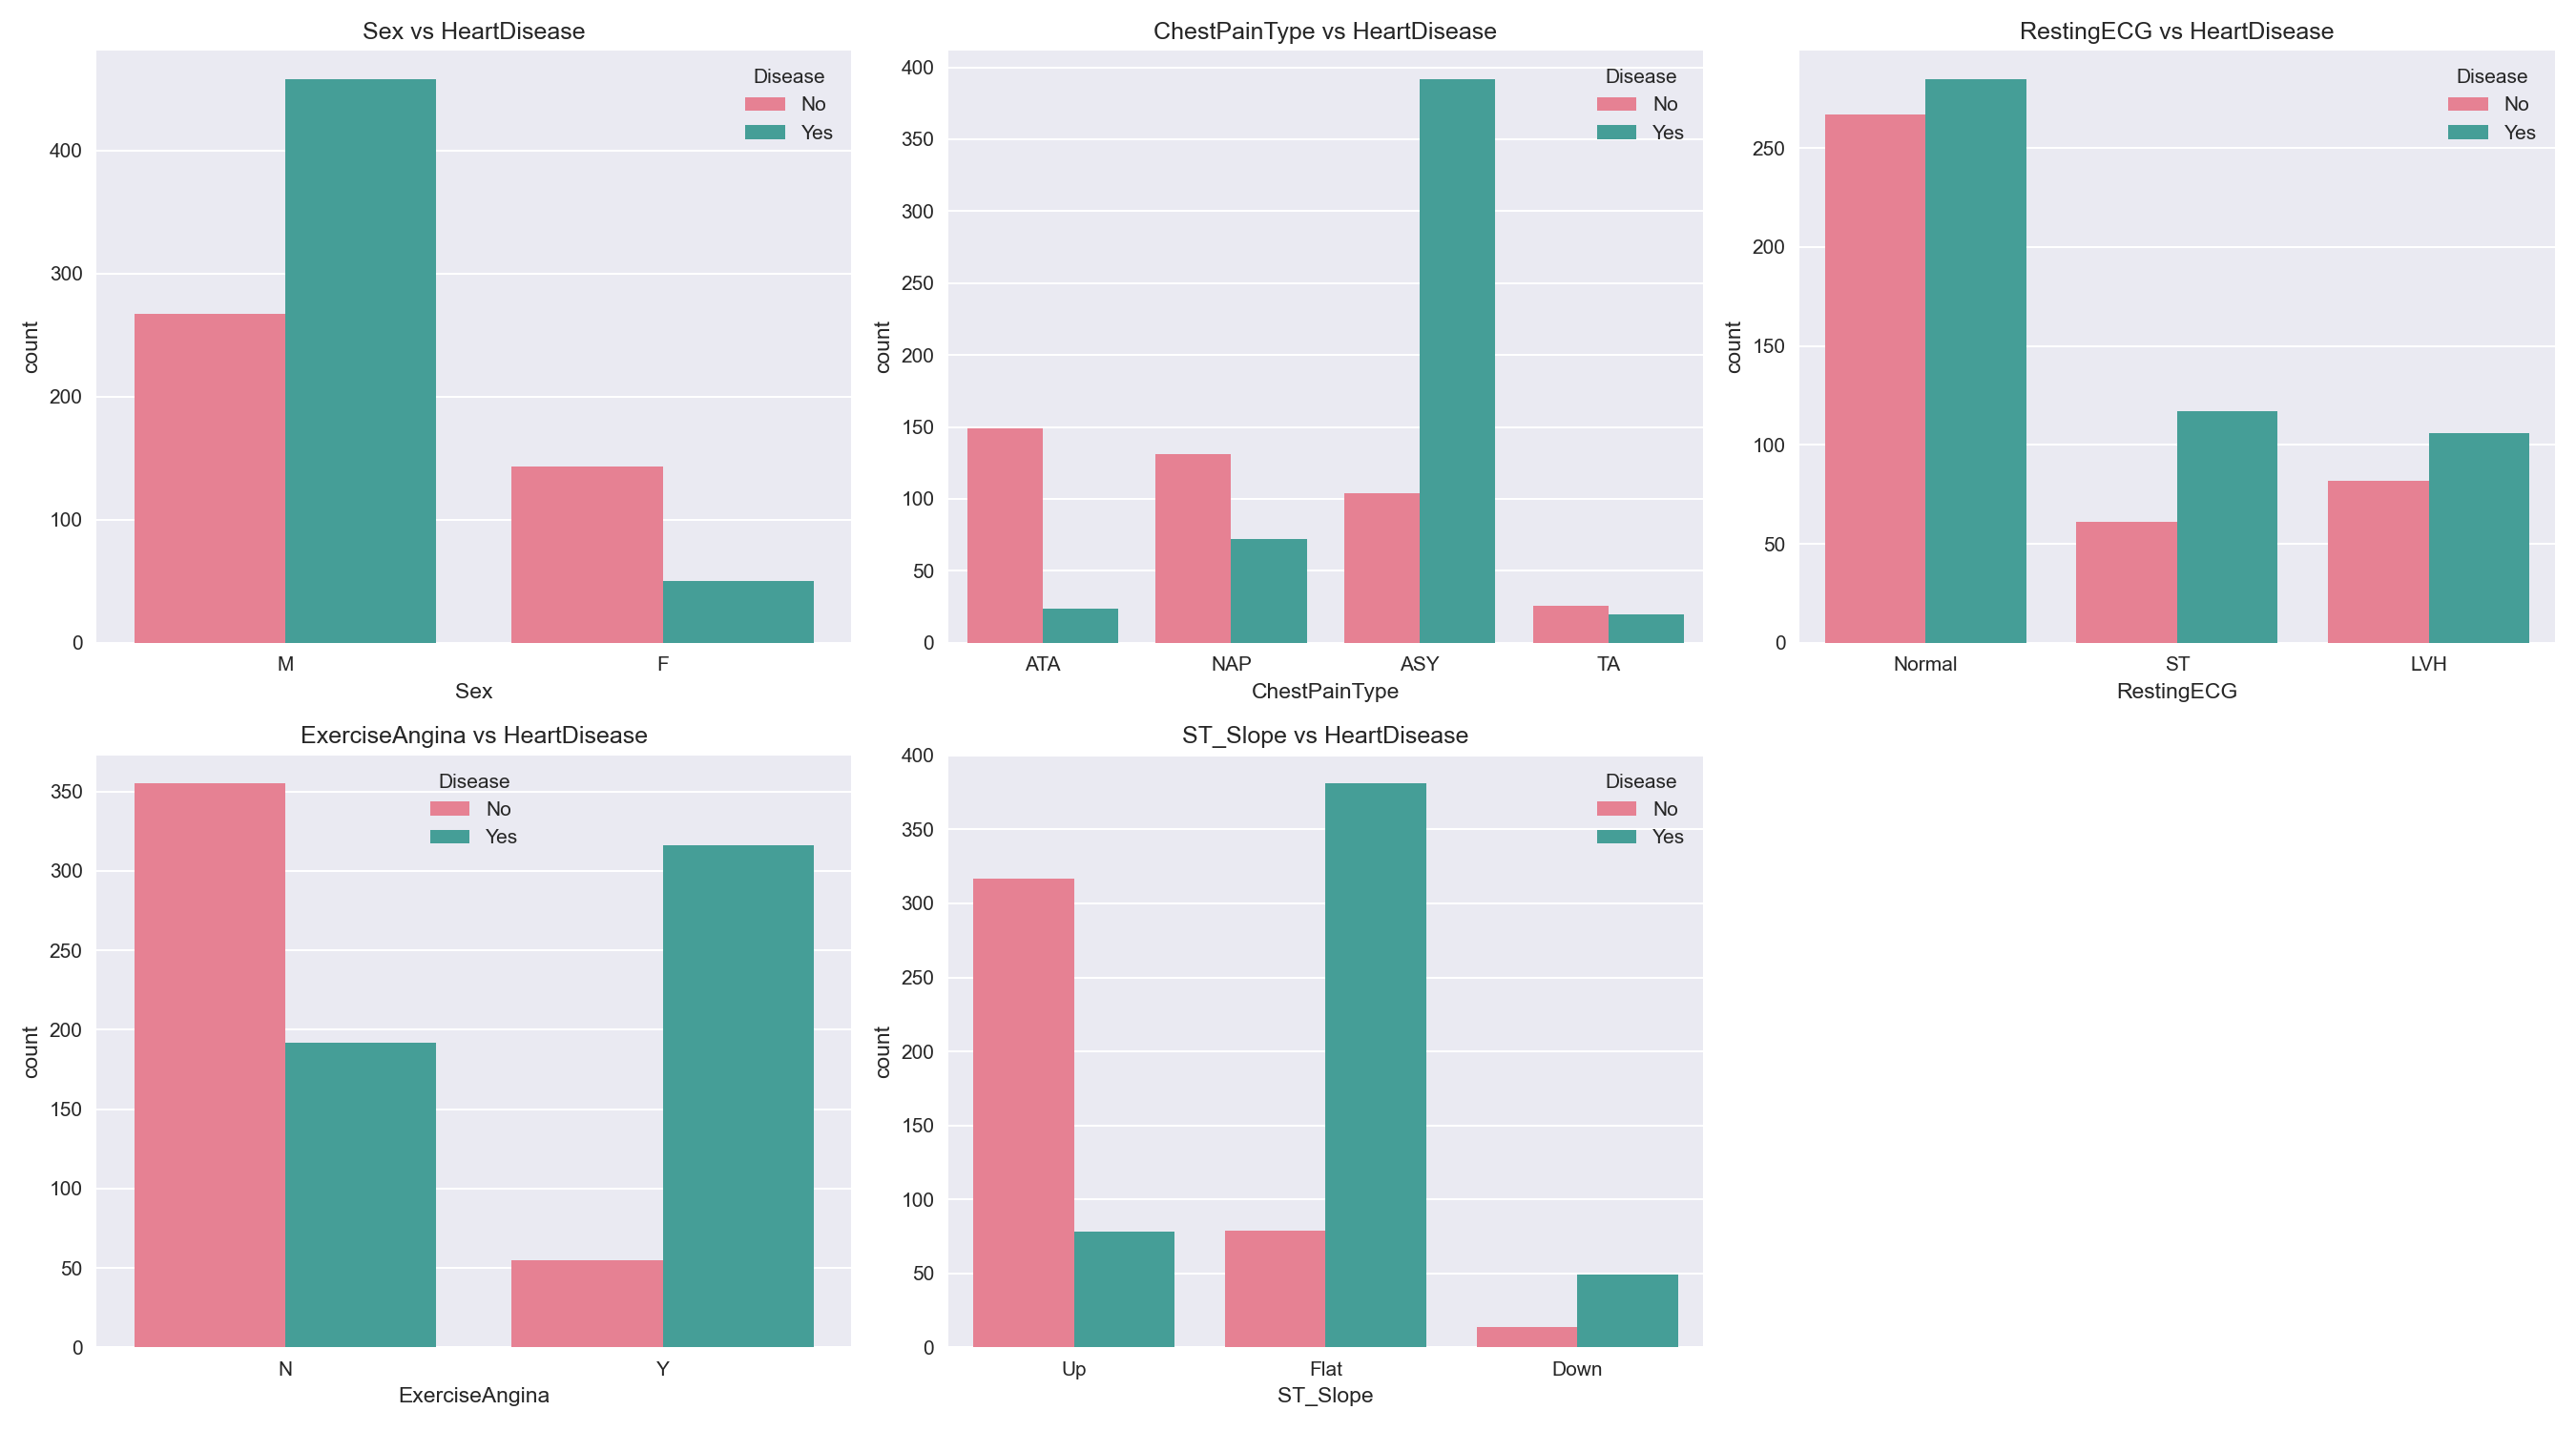 Sex vs HeartDisease
Disease
No
Yes
400
300
200
100
0
count
M F
Sex
ChestPainType vs HeartDisease
Disease
No
Yes
400
350
300
250
200
150
100
50
0
count
ATA NAP ASY TA
ChestPainType
RestingECG vs HeartDisease
Disease
No
Yes
250
200
150
100
50
0
count
Normal ST LVH
RestingECG
ExerciseAngina vs HeartDisease
Disease
No
Yes
350
300
250
200
150
100
50
0
count
N Y
ExerciseAngina
ST_Slope vs HeartDisease
Disease
No
Yes
400
350
300
250
200
150
100
50
0
count
Up Flat Down
ST_Slope